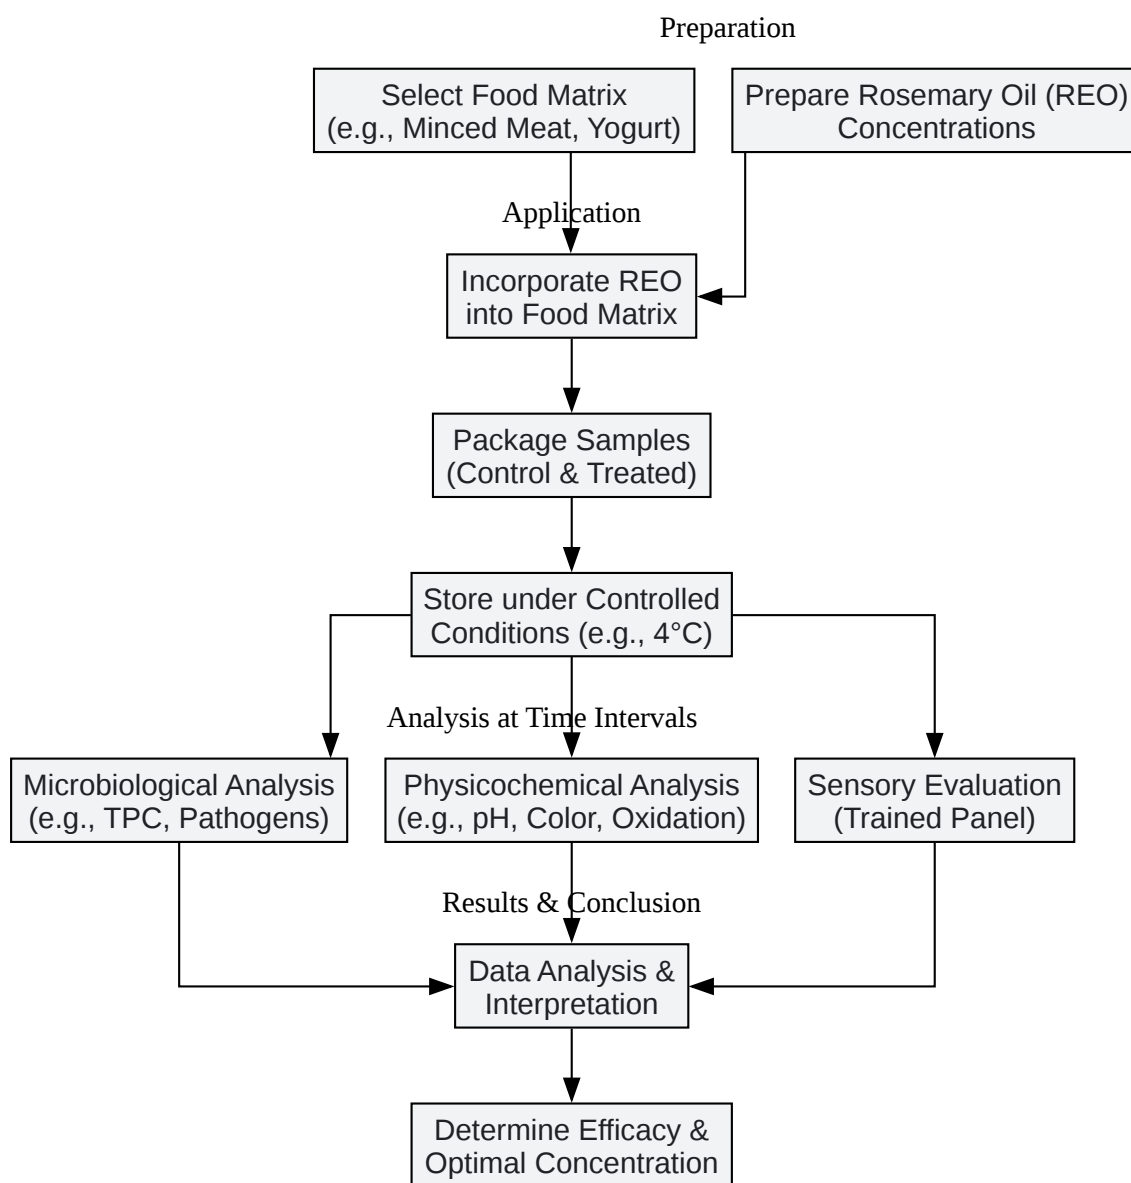 Preparation
Select Food Matrix
(e.g., Minced Meat, Yogurt)
Prepare Rosemary Oil (REO)
Concentrations
Application
Incorporate REO
into Food Matrix
Package Samples
(Control & Treated)
Store under Controlled
Conditions (e.g., 4°C)
Analysis at Time Intervals
Microbiological Analysis
(e.g., TPC, Pathogens)
Physicochemical Analysis
(e.g., pH, Color, Oxidation)
Sensory Evaluation
(Trained Panel)
Results & Conclusion
Data Analysis &
Interpretation
Determine Efficacy &
Optimal Concentration